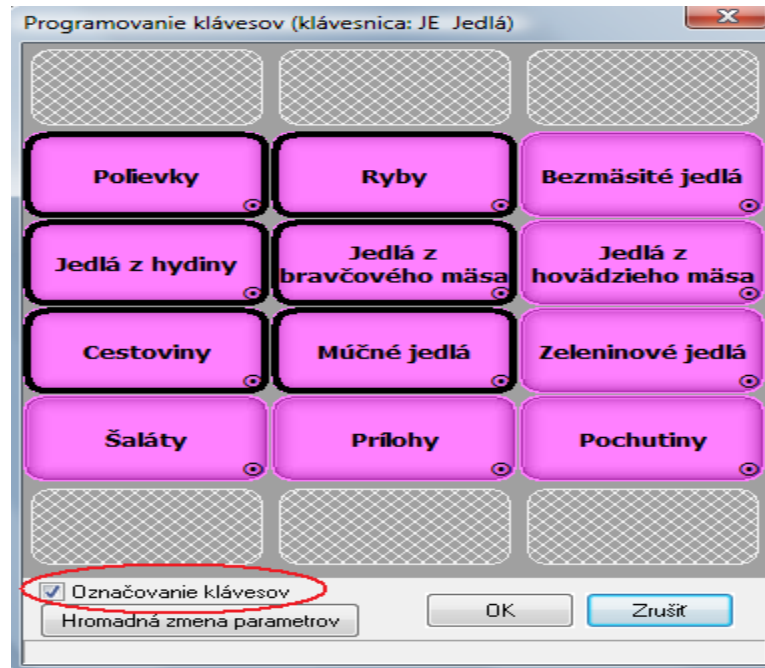 Programovanie klávesov (klávesnica: JE Jedlá)
Polievky
Ryby
Bezmäsité jedlá
Jedlá z hydiny
Jedlá z
bravčového mäsa
Jedlá z
hovädzieho mäsa
Cestoviny
Múčné jedlá
Zeleninové jedlá
Šaláty
Prílohy
Pochutiny
Označovanie klávesov
Hromadná zmena parametrov
OK
Zrušiť